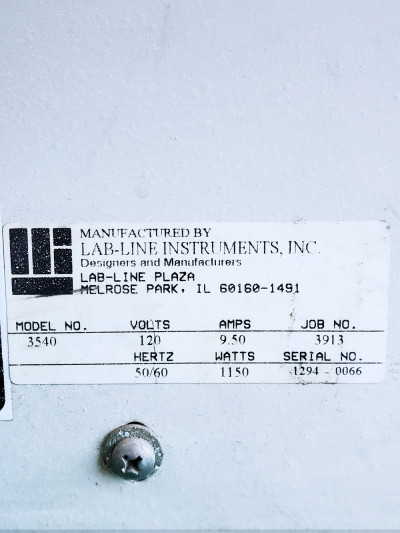 MANUFACTURED BY
LAB-LINE INSTRUMENTS, INC.
Designers and Manufacturers
LAB-LINE PLAZA
MELROSE PARK, IL 60160-1491
MODEL NO. VOLTS AMPS JOB NO.
3540 120 9.50 3913
HERTZ WATTS SERIAL NO.
50/60 1150 1294 - 0066